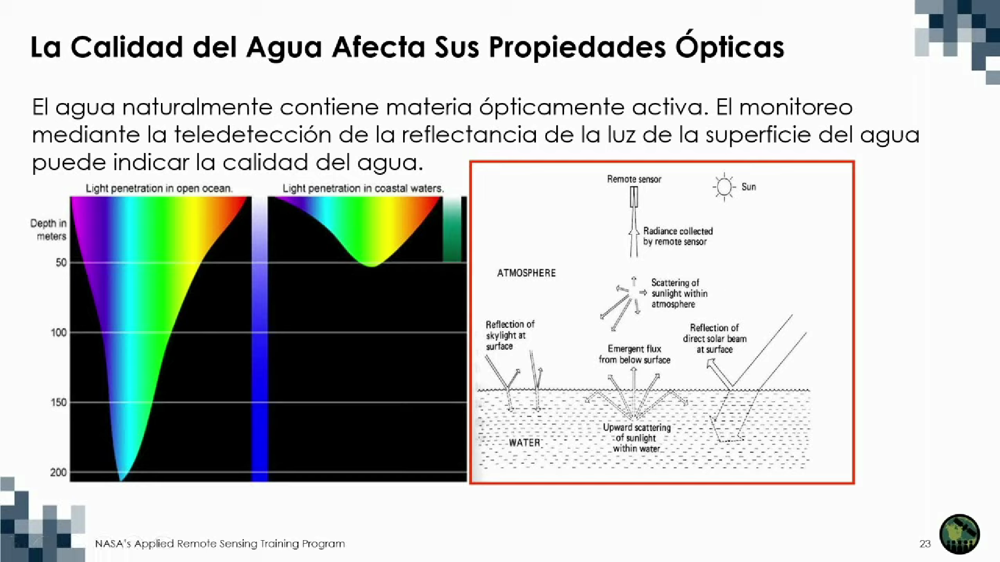 La Calidad del Agua Afecta Sus Propiedades Ópticas
El agua naturalmente contiene materia ópticamente activa. El monitoreo
mediante la teledetección de la reflectancia de la luz de la superficie del agua
puede indicar la calidad del agua.
Light penetration in open ocean.
Light penetration in coastal waters.
Depth in
meters
50
100
150
200
Remote sensor
Sun
Radiance collected
by remote sensor
ATMOSPHERE
Scattering of
sunlight within
atmosphere
Reflection of
skylight at
surface
Emergent flux
from below surface
Reflection of
direct solar beam
at surface
Upward scattering
of sunlight
within water
WATER
NASA's Applied Remote Sensing Training Program
23